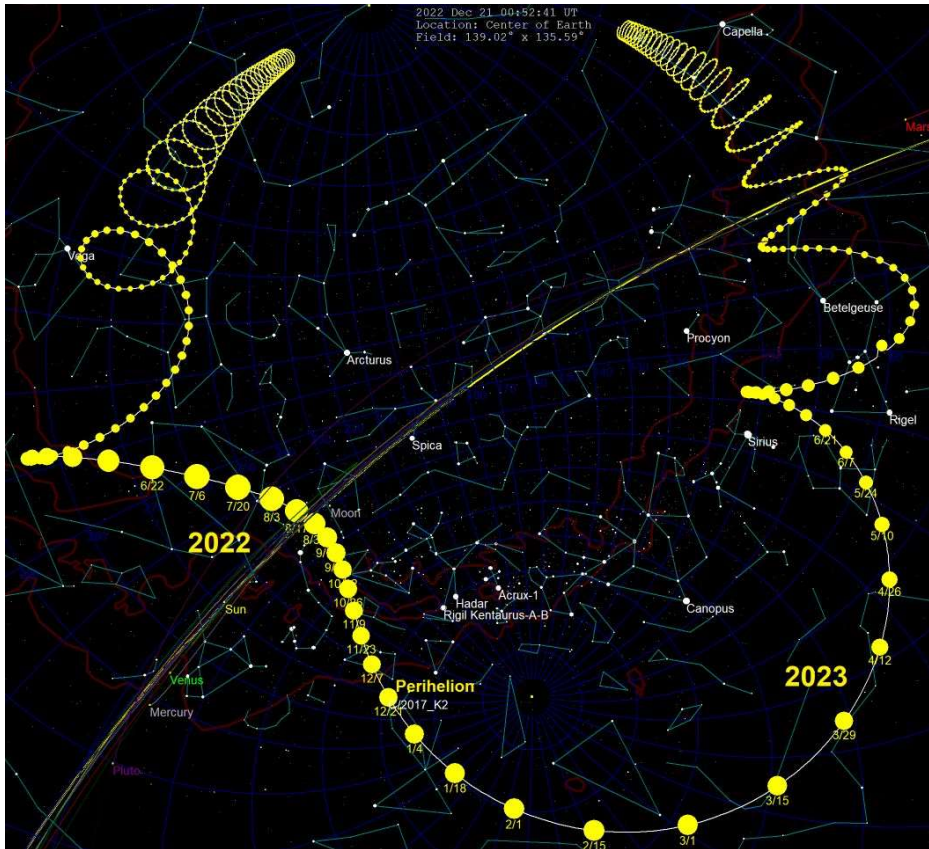 2022 Dec 21 00:52:41 UT
Location: Center of Earth
Field: 139.02° x 135.59°
Capella
Mars
Vega
Betelgeuse
Procyon
Arcturus
Rigel
Spica
Sirius
6/21
6/7
6/22
7/6
5/24
7/20
8/3
Moon
5/10
2022
Acrux-1
4/26
Hadar
Canopus
Sun
Rigil Kentaurus-A-B
11/9
11/23
4/12
12/7
Venus
Perihelion
2023
Mercury
12/21
/2017_K2
3/29
1/4
Pluto
1/18
3/15
2/1
2/15
3/1